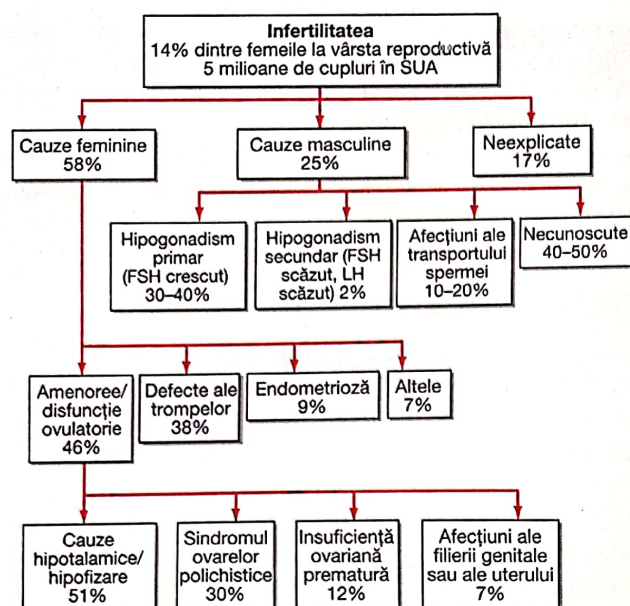 Infertilitatea
14% dintre femeile la vârsta reproductivă
5 milioane de cupluri în SUA
Cauze feminine
58%
Cauze masculine
25%
Neexplicate
17%
Hipogonadism
primar
(FSH crescut)
30–40%
Hipogonadism
secundar (FSH
scăzut, LH
scăzut) 2%
Afecțiuni ale
transportului
spermei
10–20%
Necunoscute
40–50%
Amenoree/
disfuncție
ovulatorie
46%
Defecte ale
trompelor
38%
Endometrioză
9%
Altele
7%
Cauze
hipotalamice/
hipofizare
51%
Sindromul
ovarelor
polichistice
30%
Insuficiență
ovariană
prematură
12%
Afecțiuni ale
filierii genitale
sau ale uterului
7%